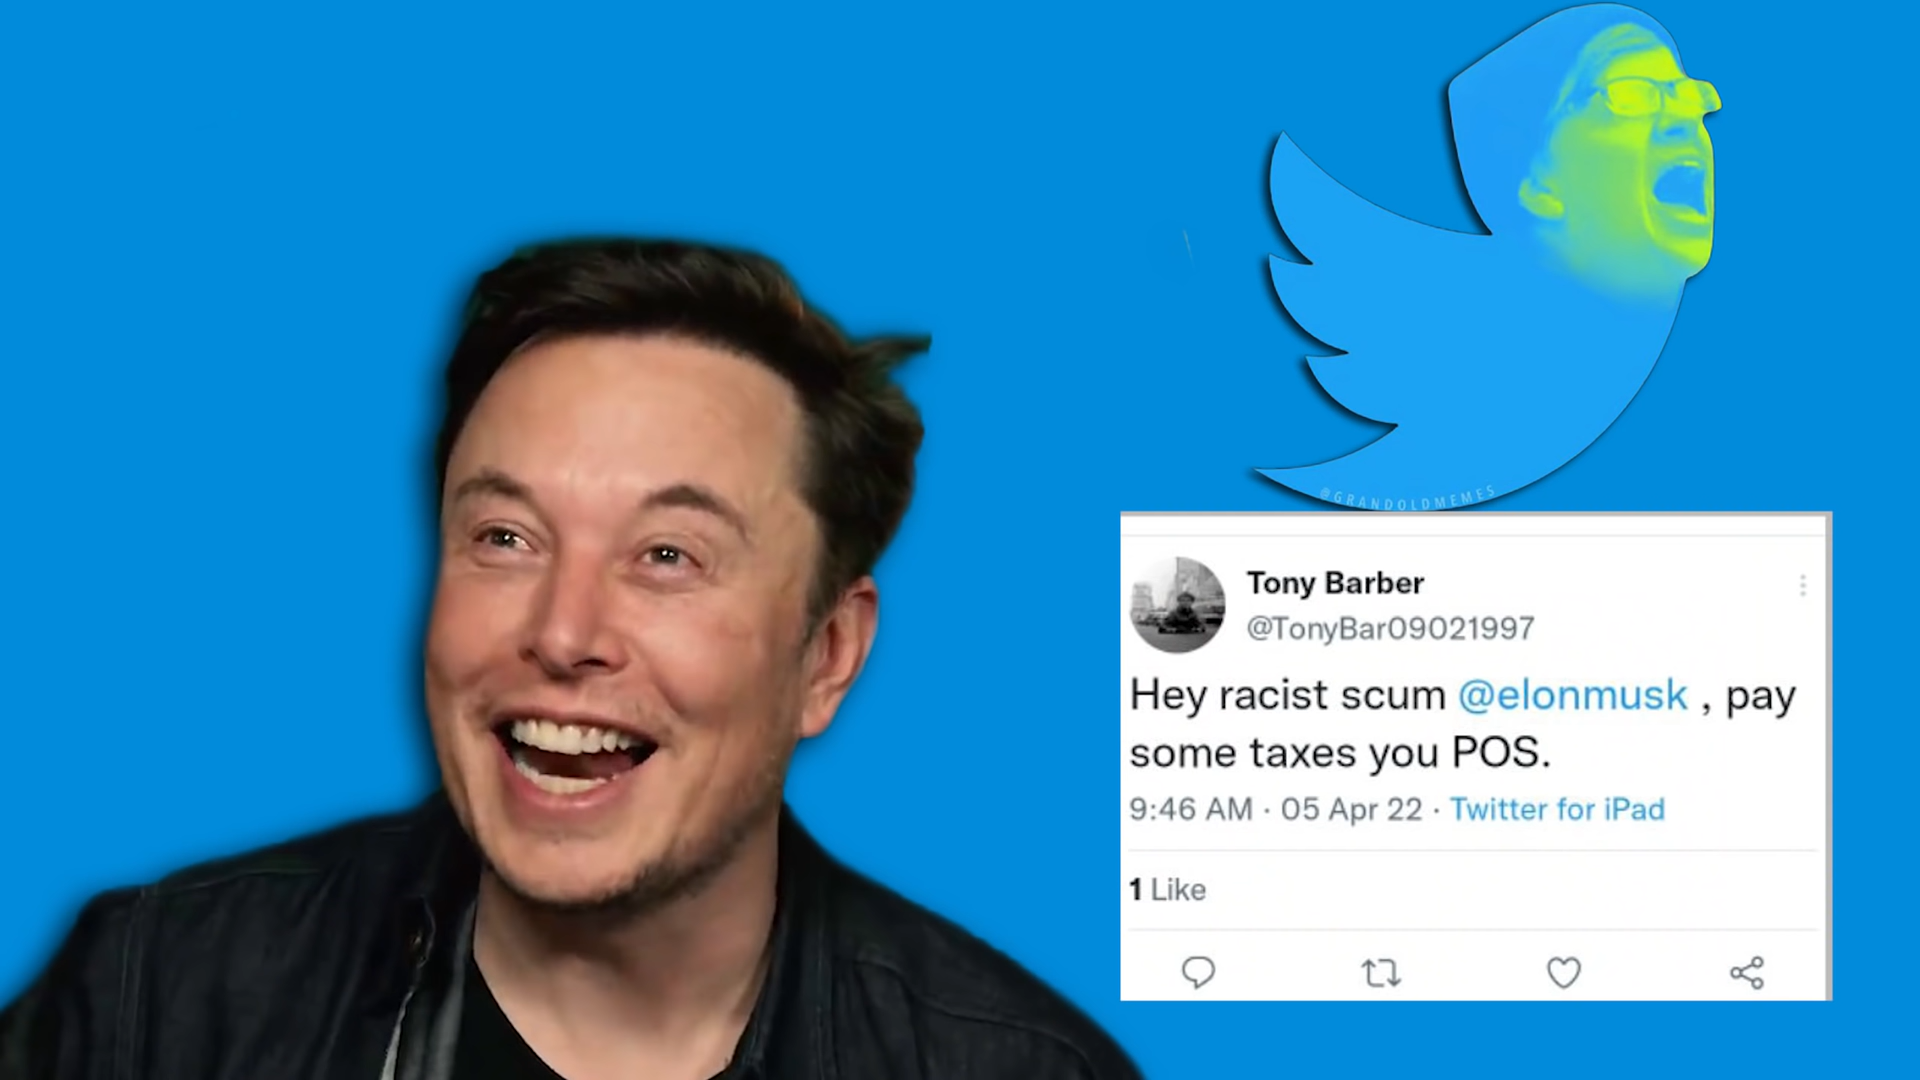 @GRANDOLDMEMES
Tony Barber
@TonyBar09021997
Hey racist scum @elonmusk , pay
some taxes you POS.
9:46 AM · 05 Apr 22 · Twitter for iPad
1 Like